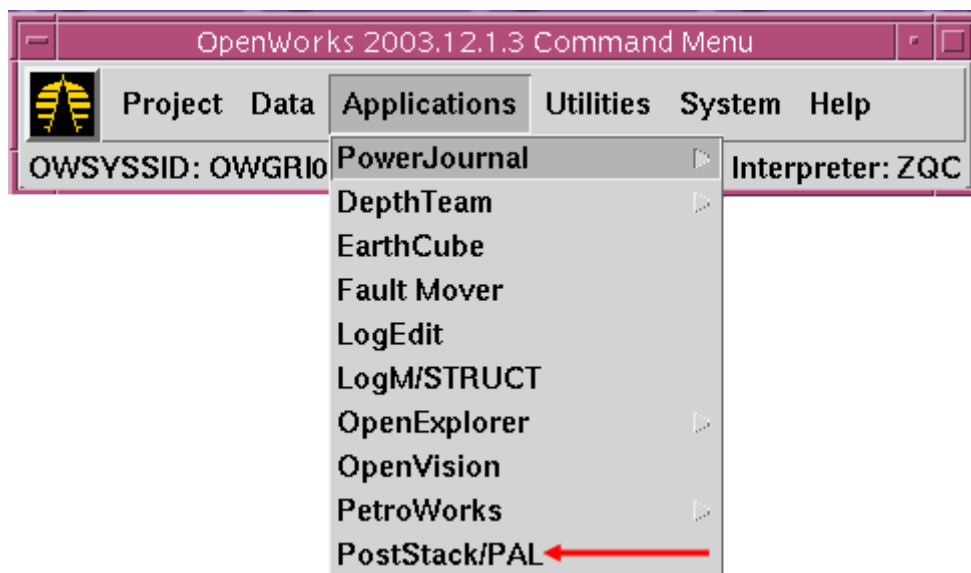 OpenWorks 2003.12.1.3 Command Menu
Project Data Applications Utilities System Help
OWSYSSID: OWGRI0 Interpreter: ZQC
PowerJournal
DepthTeam
EarthCube
Fault Mover
LogEdit
LogM/STRUCT
OpenExplorer
OpenVision
PetroWorks
PostStack/PAL